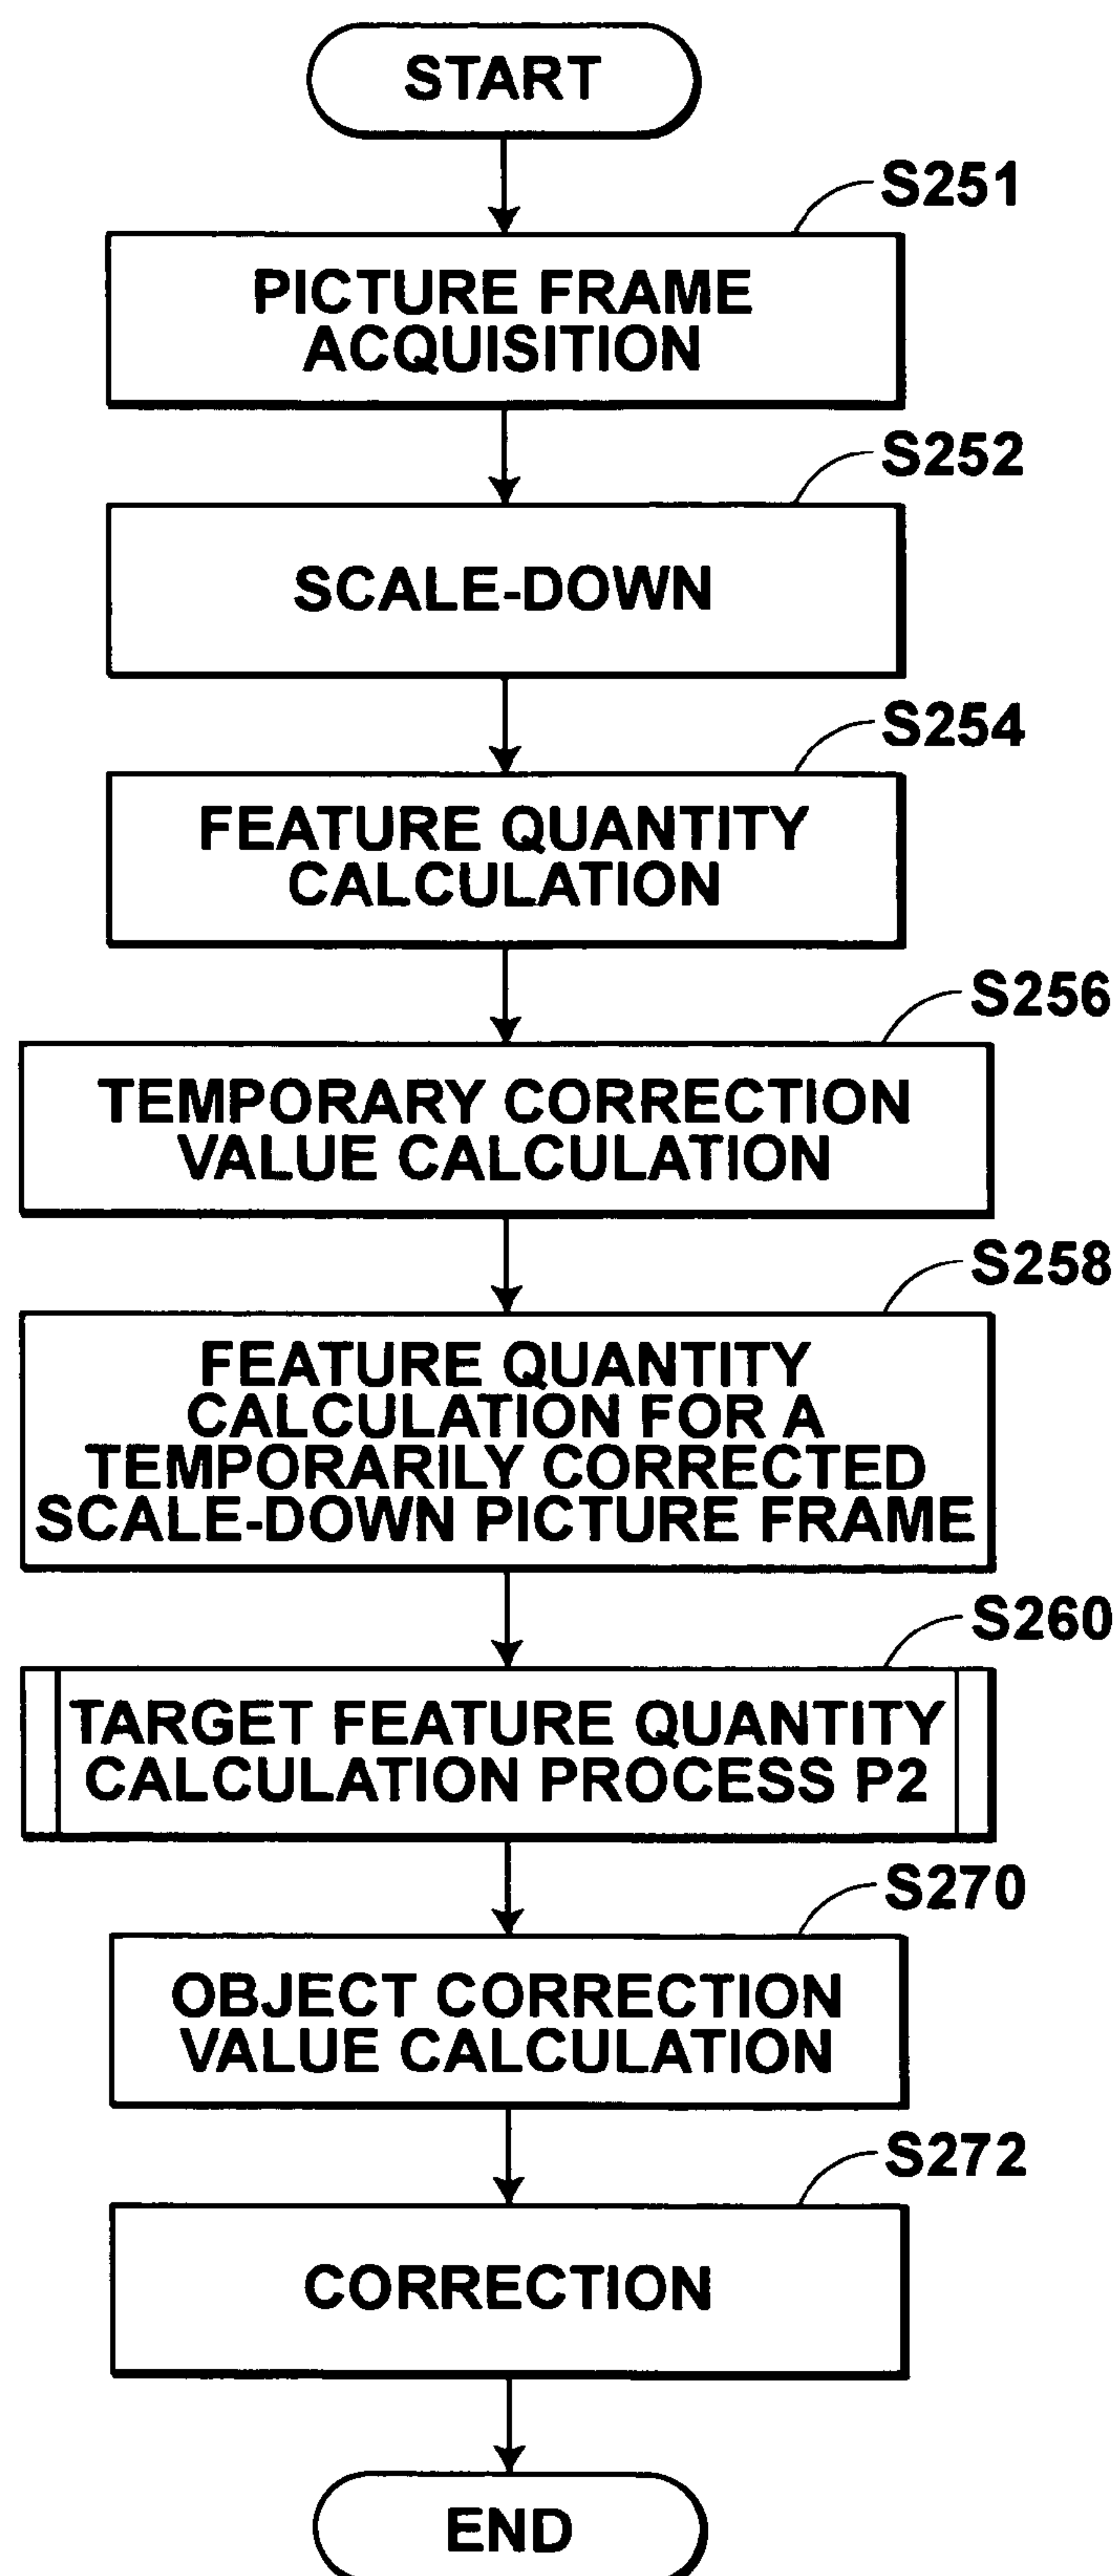 START
S251
PICTURE FRAME
ACQUISITION
S252
SCALE-DOWN
S254
FEATURE QUANTITY
CALCULATION
S256
TEMPORARY CORRECTION
VALUE CALCULATION
S258
FEATURE QUANTITY
CALCULATION FOR A
TEMPORARILY CORRECTED
SCALE-DOWN PICTURE FRAME
S260
TARGET FEATURE QUANTITY
CALCULATION PROCESS P2
S270
OBJECT CORRECTION
VALUE CALCULATION
S272
CORRECTION
END